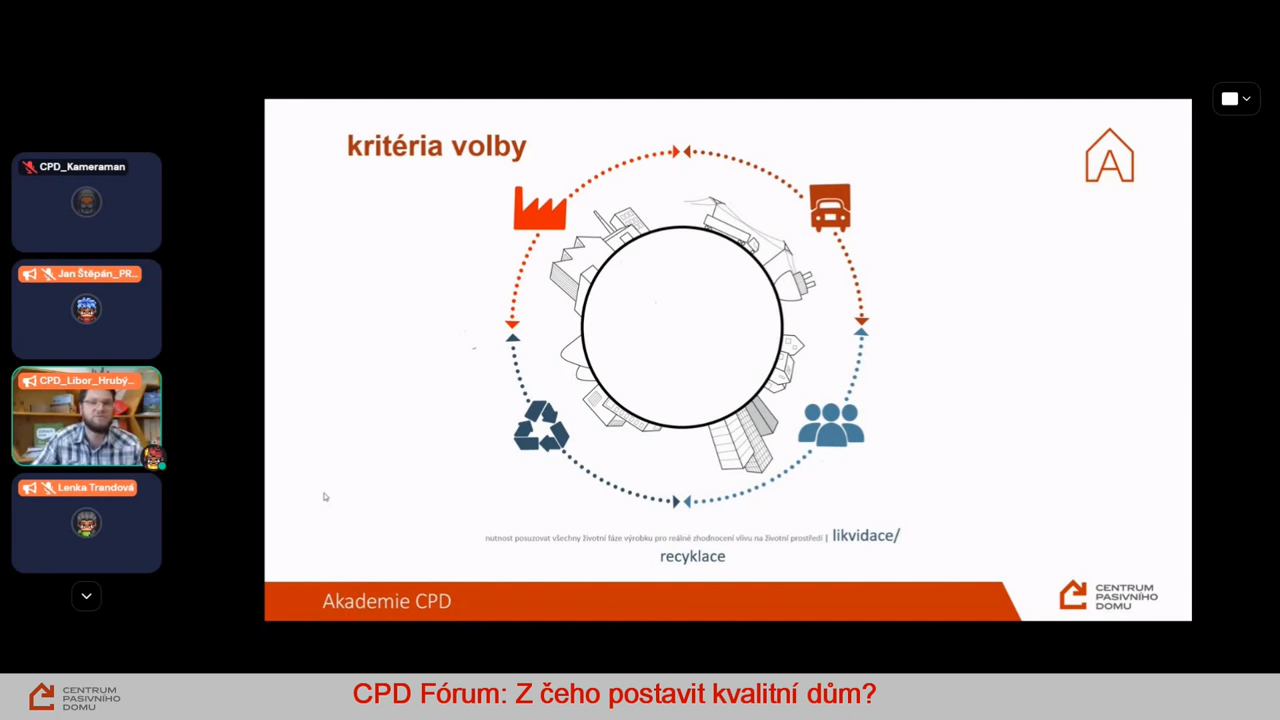 CPD_Kameraman
Jan Štěpán_PR...
CPD_Libor_Hrubý...
Lenka Trandová
kritéria volby
A
nutnost posuzovat všechny životní fáze výrobku pro reálné zhodnocení vlivu na životní prostředí | likvidace/
recyklace
Akademie CPD
CENTRUM
PASIVNÍHO
DOMU
CENTRUM
PASIVNÍHO
DOMU
CPD Fórum: Z čeho postavit kvalitní dům?